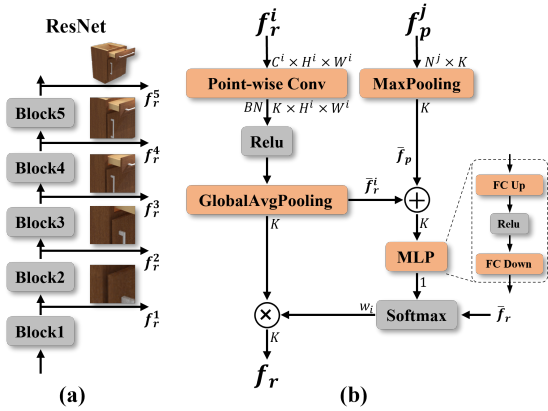 ResNet
f_r^5
Block5
f_r^4
Block4
f_r^3
Block3
f_r^2
Block2
f_r^1
Block1
(a)
f_r^i
f_p^j
C^i × H^i × W^i
N^j × K
Point-wise Conv
MaxPooling
BN
K × H^i × W^i
K
Relu
f̄_p
FC Up
GlobalAvgPooling
f̄_r^i
+
Relu
K
K
MLP
FC Down
1
×
w_i
Softmax
f̄_r
K
f_r
(b)